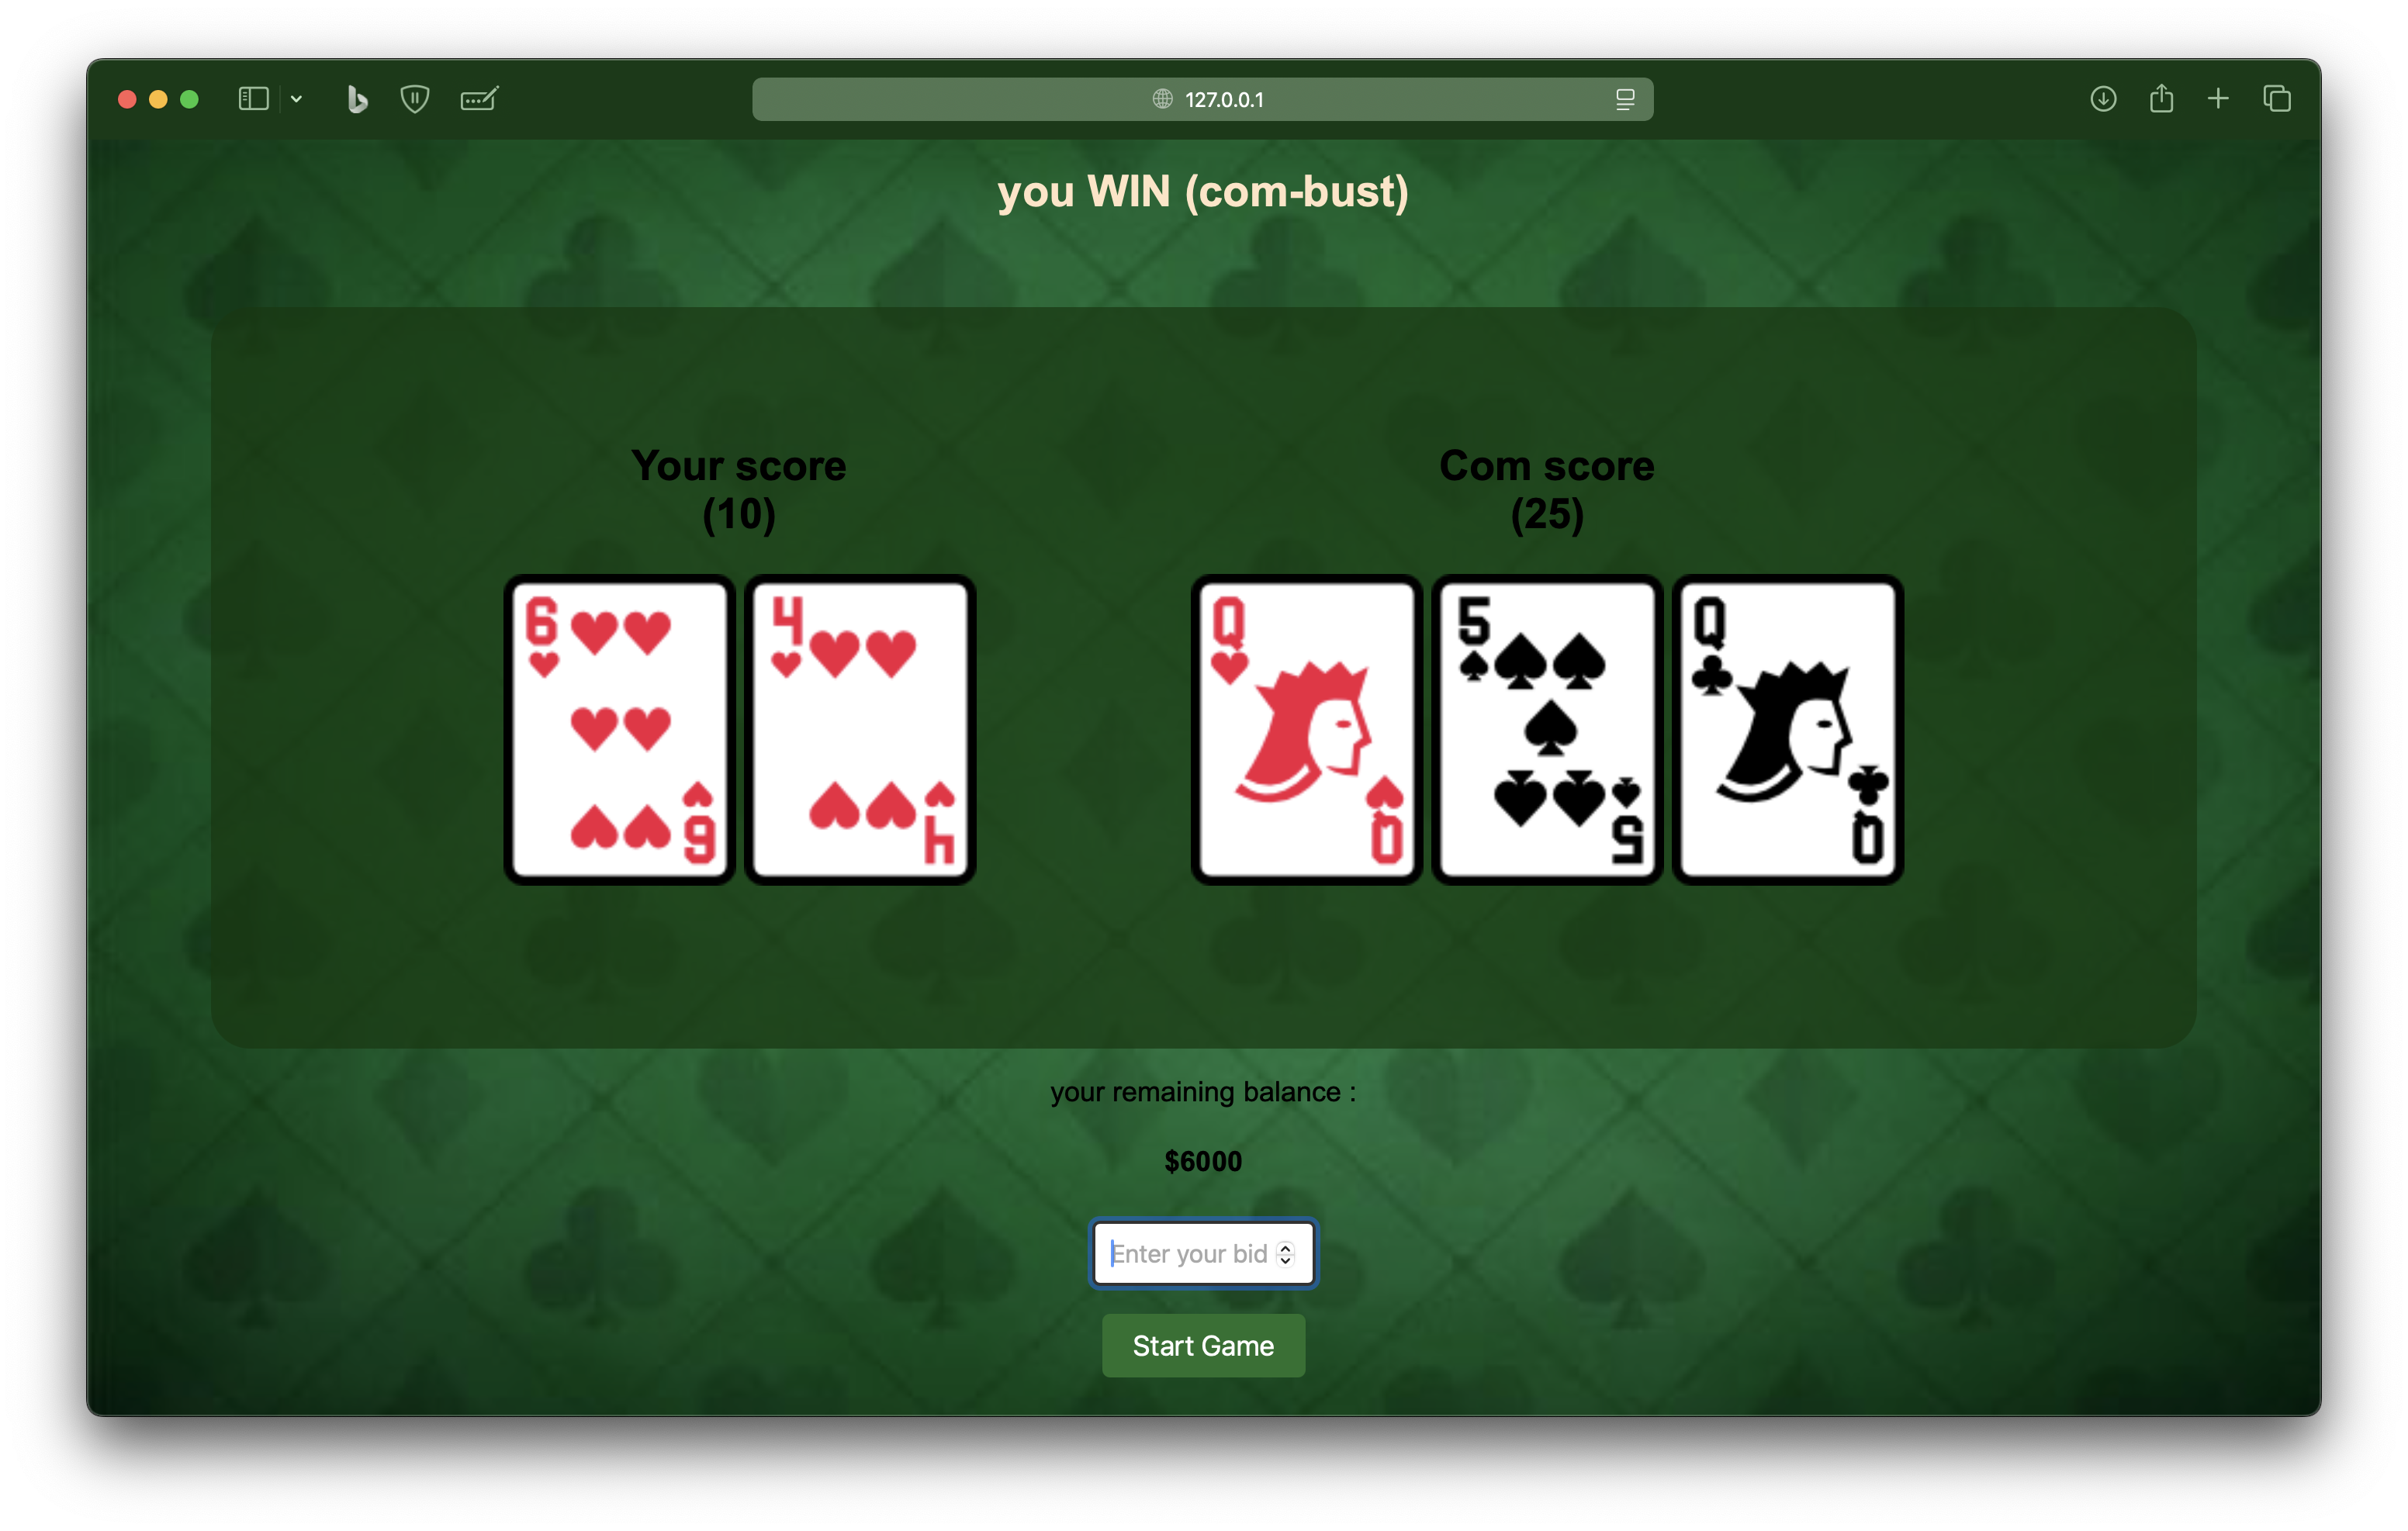 127.0.0.1
you WIN (com-bust)
Your score
(10)
Com score
(25)
6
6
4
4
Q
Q
5
5
Q
Q
your remaining balance :
$6000
Enter your bid
Start Game